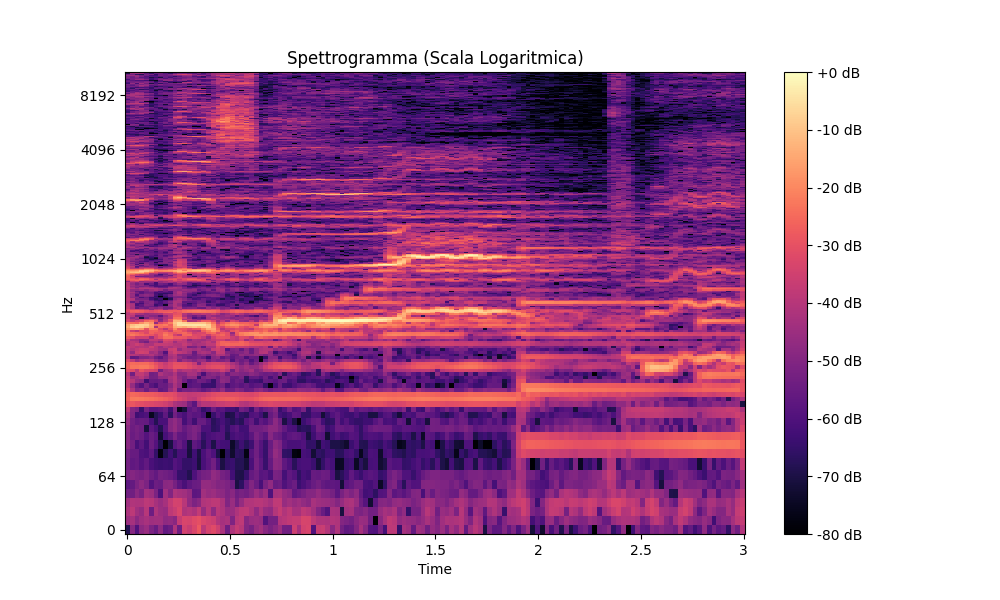 Spettrogramma (Scala Logaritmica)
Hz
8192
4096
2048
1024
512
256
128
64
0
0 0.5 1 1.5 2 2.5 3
Time
+0 dB
-10 dB
-20 dB
-30 dB
-40 dB
-50 dB
-60 dB
-70 dB
-80 dB